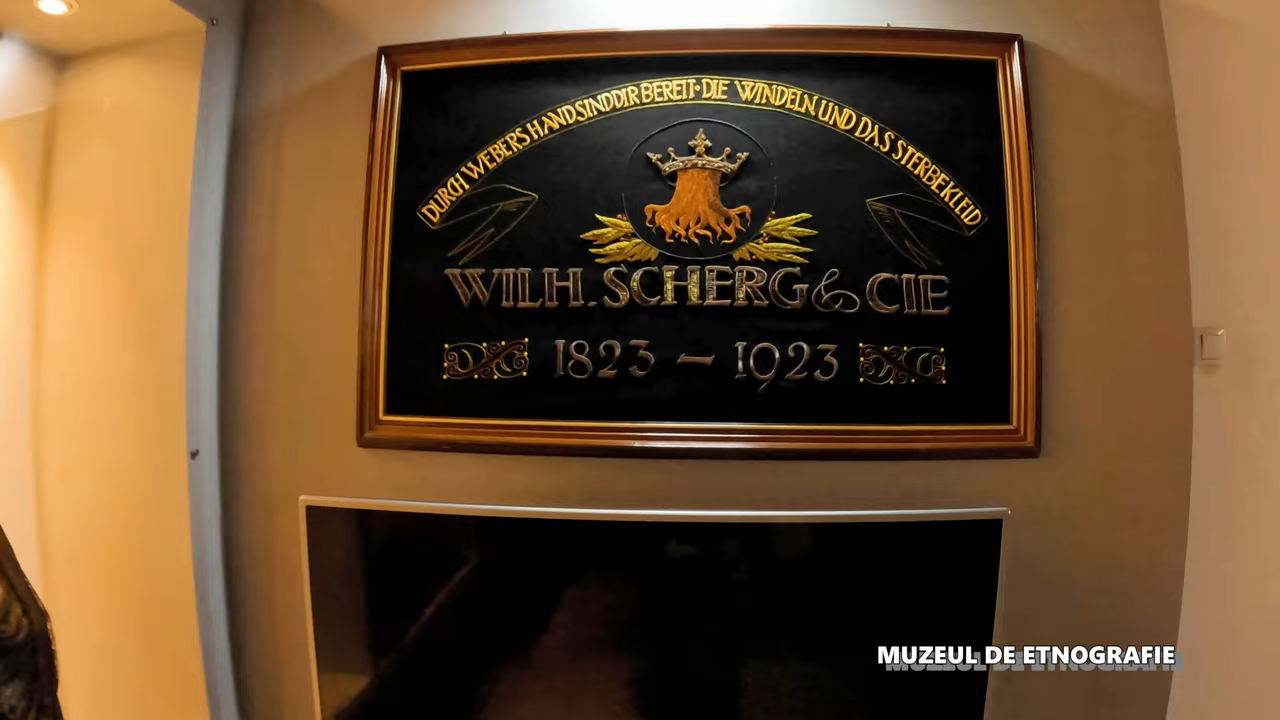 DURCH WEBERS HAND SIND DIR BEREIT · DIE WINDELN UND DAS STERBEKLEID
WILH. SCHERG & CIE
1823 – 1923
MUZEUL DE ETNOGRAFIE